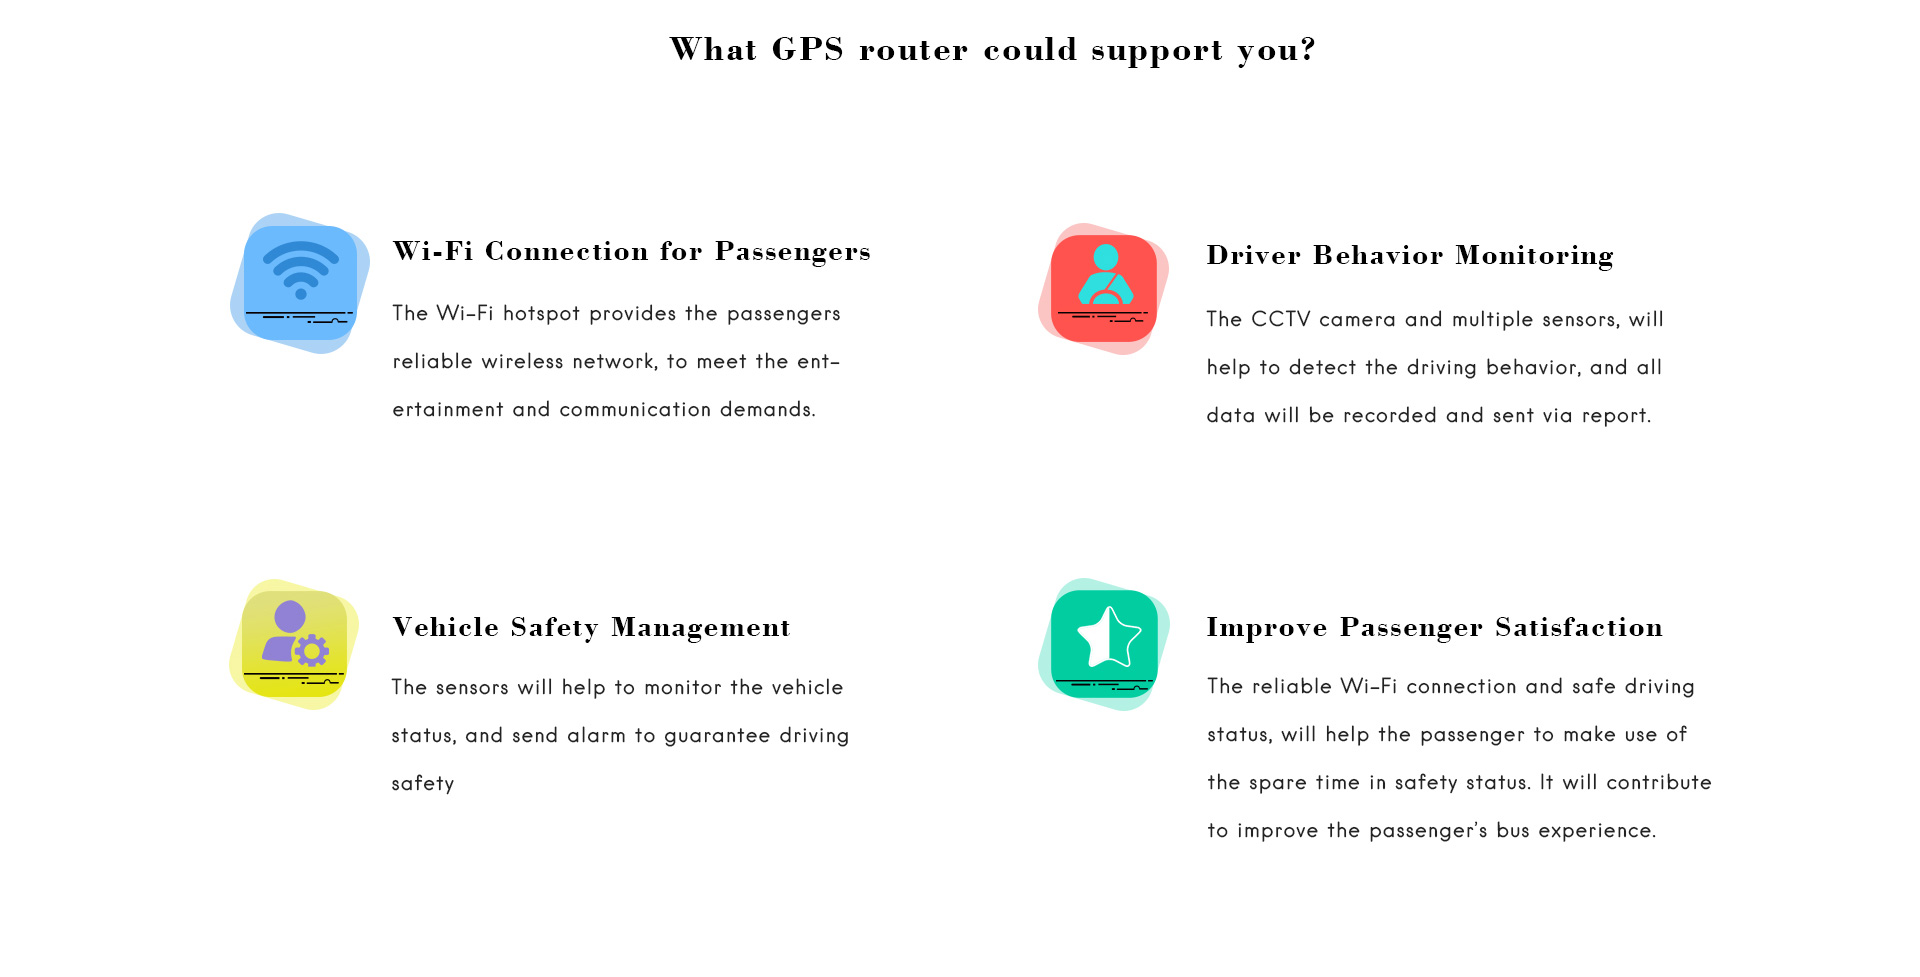 What GPS router could support you?
Wi-Fi Connection for Passengers
The Wi-Fi hotspot provides the passengers
reliable wireless network, to meet the ent-
ertainment and communication demands.
Driver Behavior Monitoring
The CCTV camera and multiple sensors, will
help to detect the driving behavior, and all
data will be recorded and sent via report.
Vehicle Safety Management
The sensors will help to monitor the vehicle
status, and send alarm to guarantee driving
safety
Improve Passenger Satisfaction
The reliable Wi-Fi connection and safe driving
status, will help the passenger to make use of
the spare time in safety status. It will contribute
to improve the passenger's bus experience.